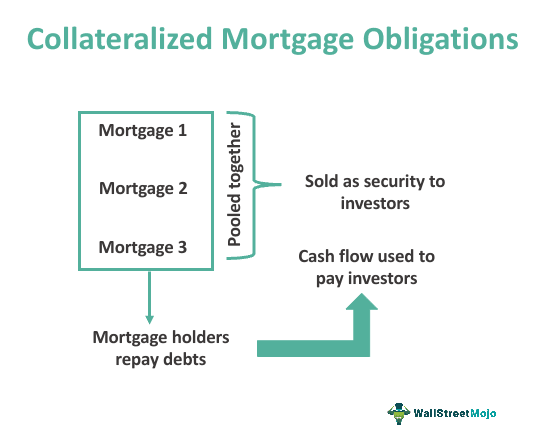 Collateralized Mortgage Obligations
Mortgage 1
Mortgage 2
Mortgage 3
Pooled together
Sold as security to
investors
Cash flow used to
pay investors
Mortgage holders
repay debts
WallStreetMojo